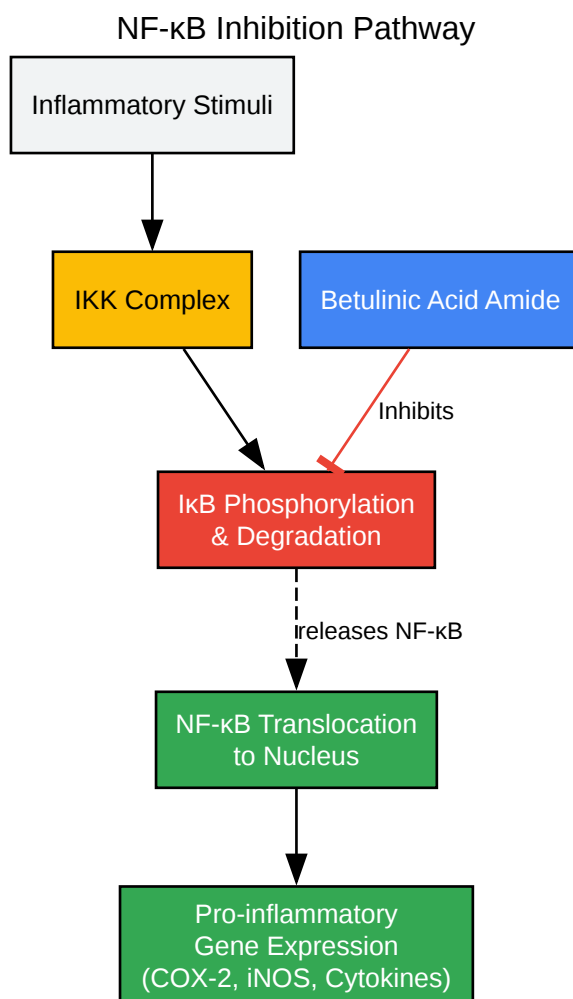 NF-κB Inhibition Pathway
Inflammatory Stimuli
IKK Complex
Betulinic Acid Amide
Inhibits
IκB Phosphorylation
& Degradation
releases NF-κB
NF-κB Translocation
to Nucleus
Pro-inflammatory
Gene Expression
(COX-2, iNOS, Cytokines)